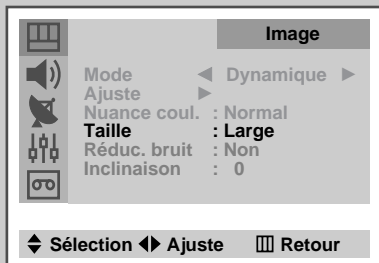 Image
Mode ◀ Dynamique ▶
Ajuste ▶
Nuance coul. : Normal
Taille : Large
Réduc. bruit : Non
Inclinaison : 0
Sélection Ajuste Retour